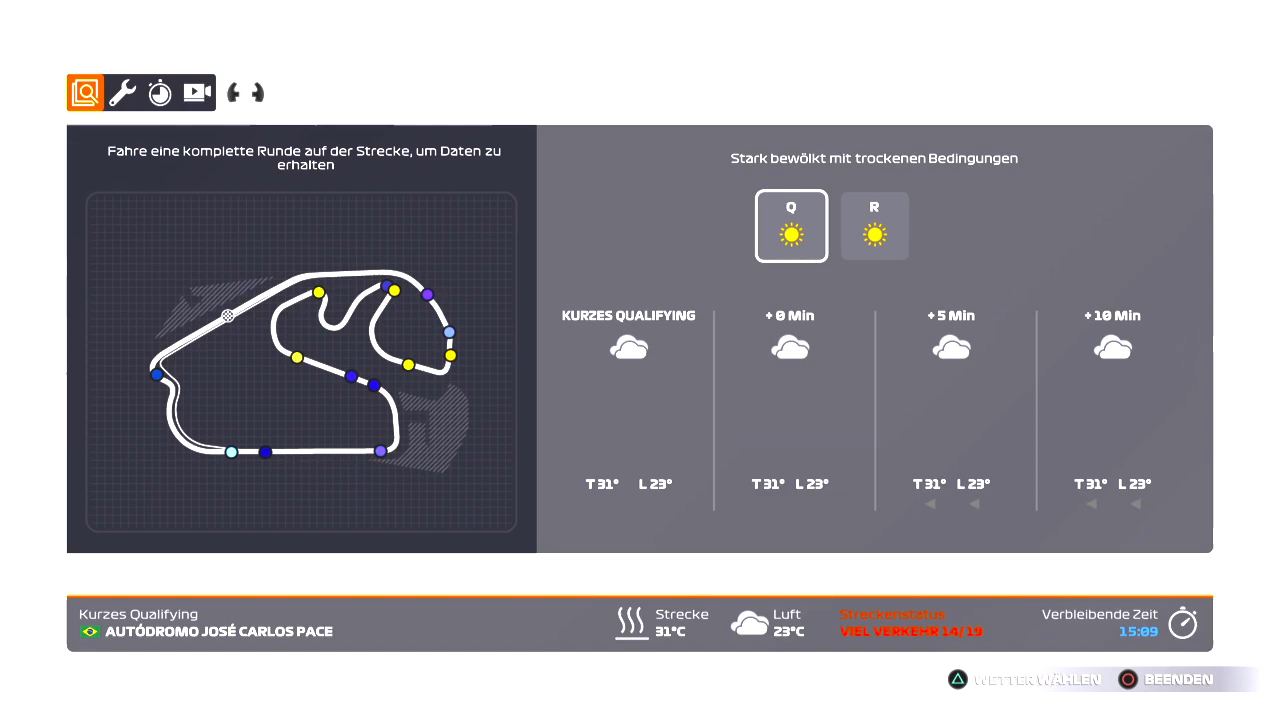 Fahre eine komplette Runde auf der Strecke, um Daten zu
erhalten
Stark bewölkt mit trockenen Bedingungen
Q R
KURZES QUALIFYING + 0 Min + 5 Min + 10 Min
T 31° L 23° T 31° L 23° T 31° L 23° T 31° L 23°
Kurzes Qualifying
AUTÓDROMO JOSÉ CARLOS PACE
Strecke
31°C
Luft
23°C
Streckenstatus
VIEL VERKEHR 14/19
Verbleibende Zeit
15:09
WETTER WÄHLEN BEENDEN